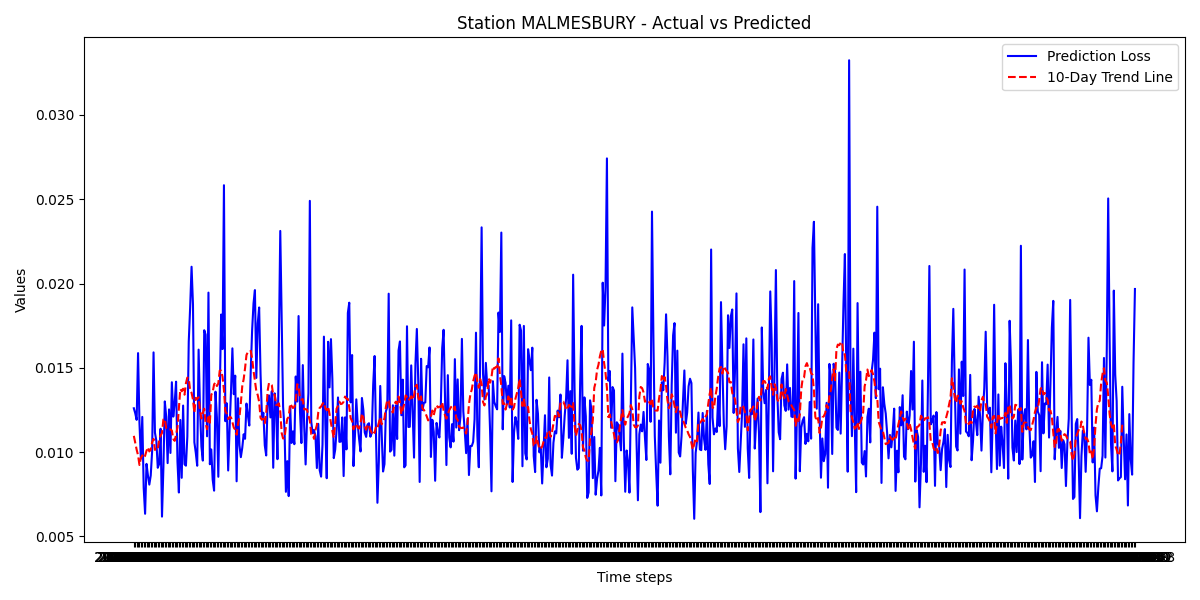 Station MALMESBURY - Actual vs Predicted
Prediction Loss
10-Day Trend Line
Values
0.030
0.025
0.020
0.015
0.010
0.005
Time steps